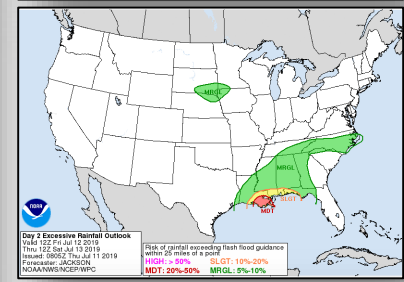 MRGL
MRGL
SLGT
MDT
NOAA
Day 2 Excessive Rainfall Outlook
Valid 12Z Fri Jul 12 2019
Thru 12Z Sat Jul 13 2019
Issued: 0805Z Thu Jul 11 2019
Forecaster: JACKSON
NOAA/NWS/NCEP/WPC
Risk of rainfall exceeding flash flood guidance
within 25 miles of a point
HIGH: > 50% SLGT: 10%-20%
MDT: 20%-50% MRGL: 5%-10%